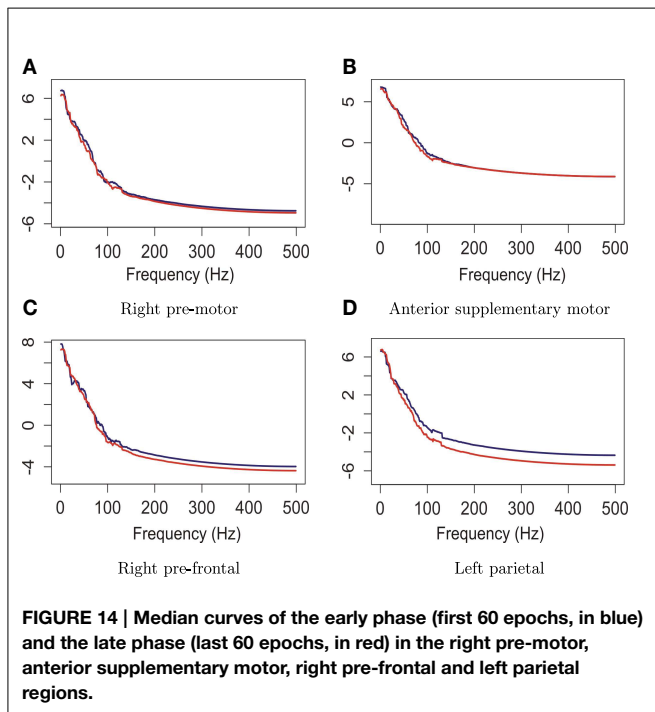 A
B
6
2
-2
-6
0 100 200 300 400 500
Frequency (Hz)
Right pre-motor
5
0
-5
0 100 200 300 400 500
Frequency (Hz)
Anterior supplementary motor
C
D
8
4
0
-4
0 100 200 300 400 500
Frequency (Hz)
Right pre-frontal
6
2
-2
-6
0 100 200 300 400 500
Frequency (Hz)
Left parietal
FIGURE 14 | Median curves of the early phase (first 60 epochs, in blue)
and the late phase (last 60 epochs, in red) in the right pre-motor,
anterior supplementary motor, right pre-frontal and left parietal
regions.